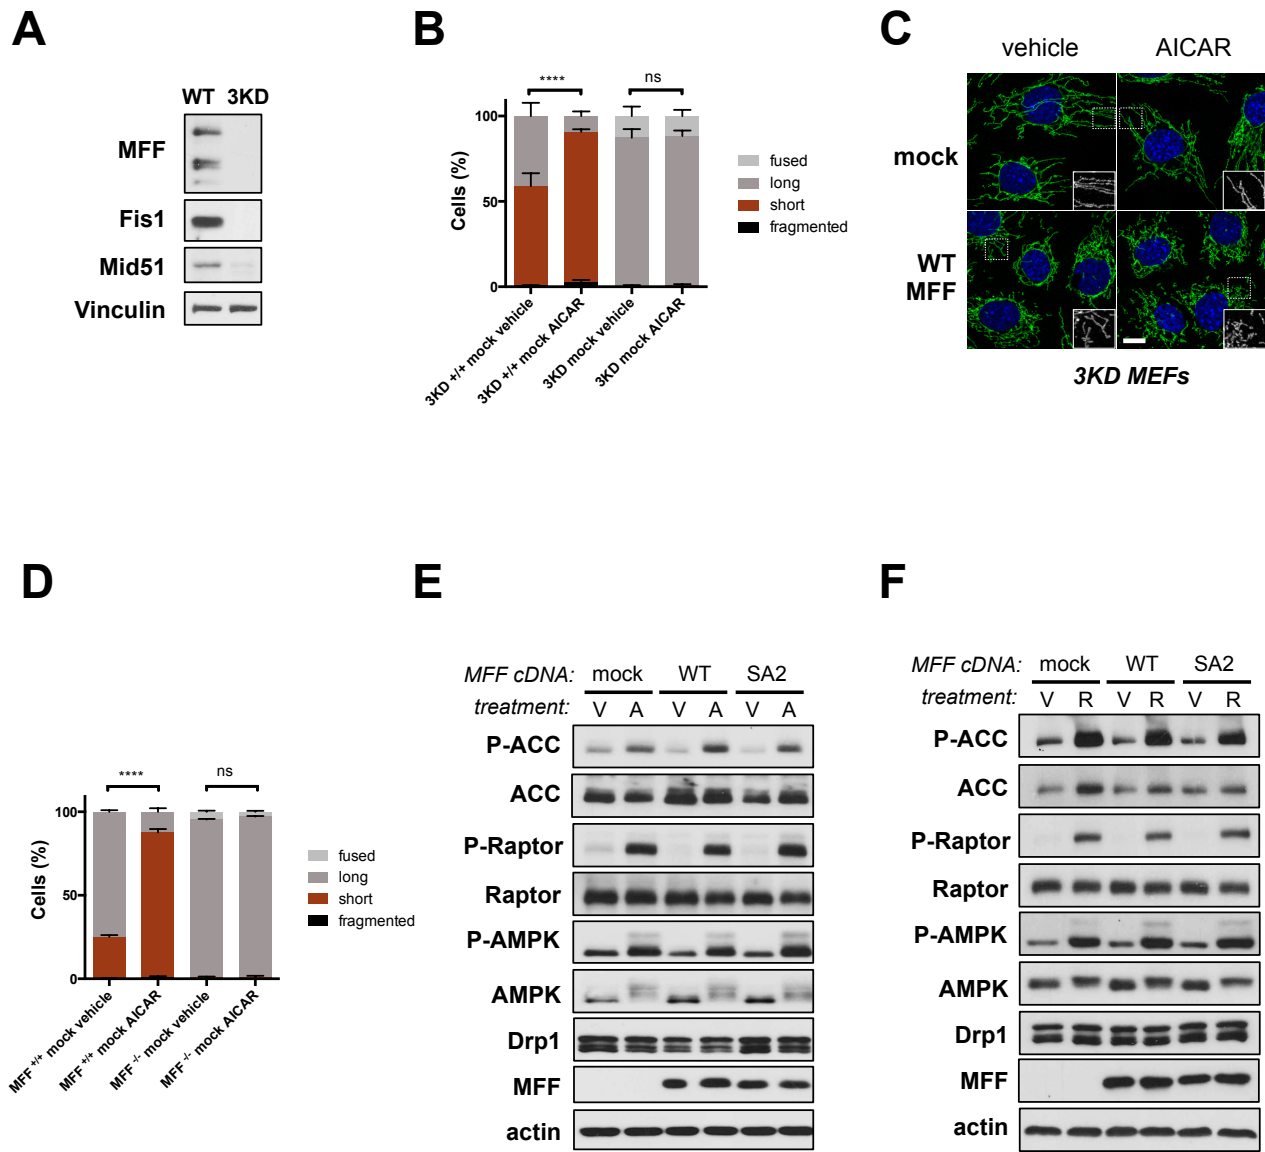 A
WT 3KD
MFF
Fis1
Mid51
Vinculin
B
**** ns
Cells (%)
100
50
0
3KD +/+ mock vehicle
3KD +/+ mock AICAR
3KD mock vehicle
3KD mock AICAR
fused
long
short
fragmented
C
vehicle AICAR
mock
WT
MFF
3KD MEFs
D
**** ns
Cells (%)
100
50
0
MFF +/+ mock vehicle
MFF +/+ mock AICAR
MFF -/- mock vehicle
MFF -/- mock AICAR
fused
long
short
fragmented
E
MFF cDNA: mock WT SA2
treatment: V A V A V A
P-ACC
ACC
P-Raptor
Raptor
P-AMPK
AMPK
Drp1
MFF
actin
F
MFF cDNA: mock WT SA2
treatment: V R V R V R
P-ACC
ACC
P-Raptor
Raptor
P-AMPK
AMPK
Drp1
MFF
actin